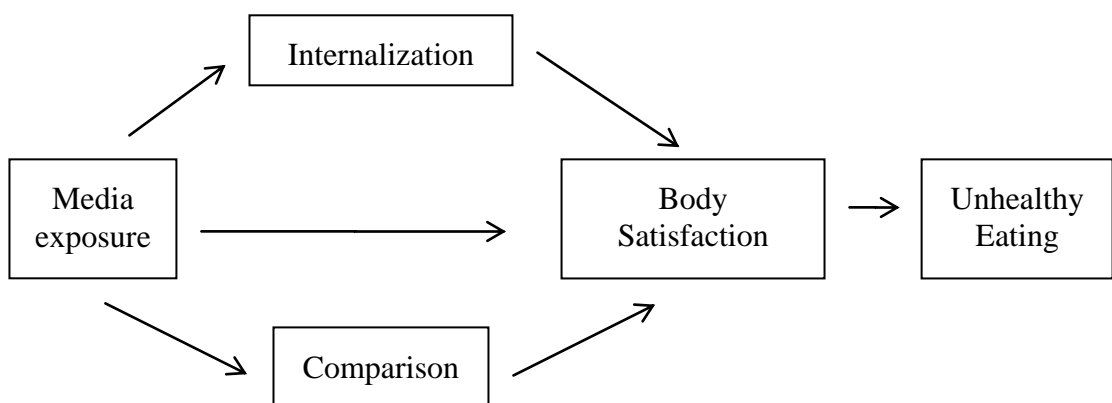 Internalization
Media
exposure
Body
Satisfaction
Unhealthy
Eating
Comparison